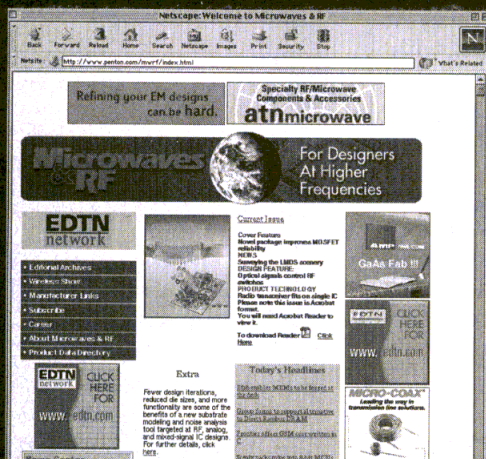 Netscape: Welcome to Microwaves & RF
Back Forward Reload Home Search Netscape Images Print Security Stop
Netsite: http://www.penton.com/mwrf/index.html
What's Related
Refining your EM designs
can be hard.
Specialty RF/Microwave
Components & Accessories
atnmicrowave
Microwaves
& RF
For Designers
At Higher
Frequencies
EDTN
network
Editorial Archives
Wireless Show
Manufacturer Links
Subscribe
Career
About Microwaves & RF
Product Data Directory
Current Issue
Cover Feature
Novel package improves MOSFET
reliability
NEWS
Surveying the LMDS scenery
DESIGN FEATURE:
Optical signals control RF
switches
PRODUCT TECHNOLOGY
Radio transceiver fits on single IC
Please note this issue is Acrobat
format.
You will need Acrobat Reader to
view it.
To download Reader Click
Here
AMP
GaAs Fab !!!
EDTN
CLICK
HERE
FOR
www.edtn.com
EDTN
network
CLICK
HERE
FOR
www.edtn.com
Extra
Fever design iterations,
reduced die sizes, and more
functionality are some of the
benefits of a new substrate
modeling and noise analysis
tool targeted at RF, analog,
and mixed-signal IC designs.
For further details, click
here.
Today's Headlines
MICRO-COAX
Leading the way in
transmission line solutions.